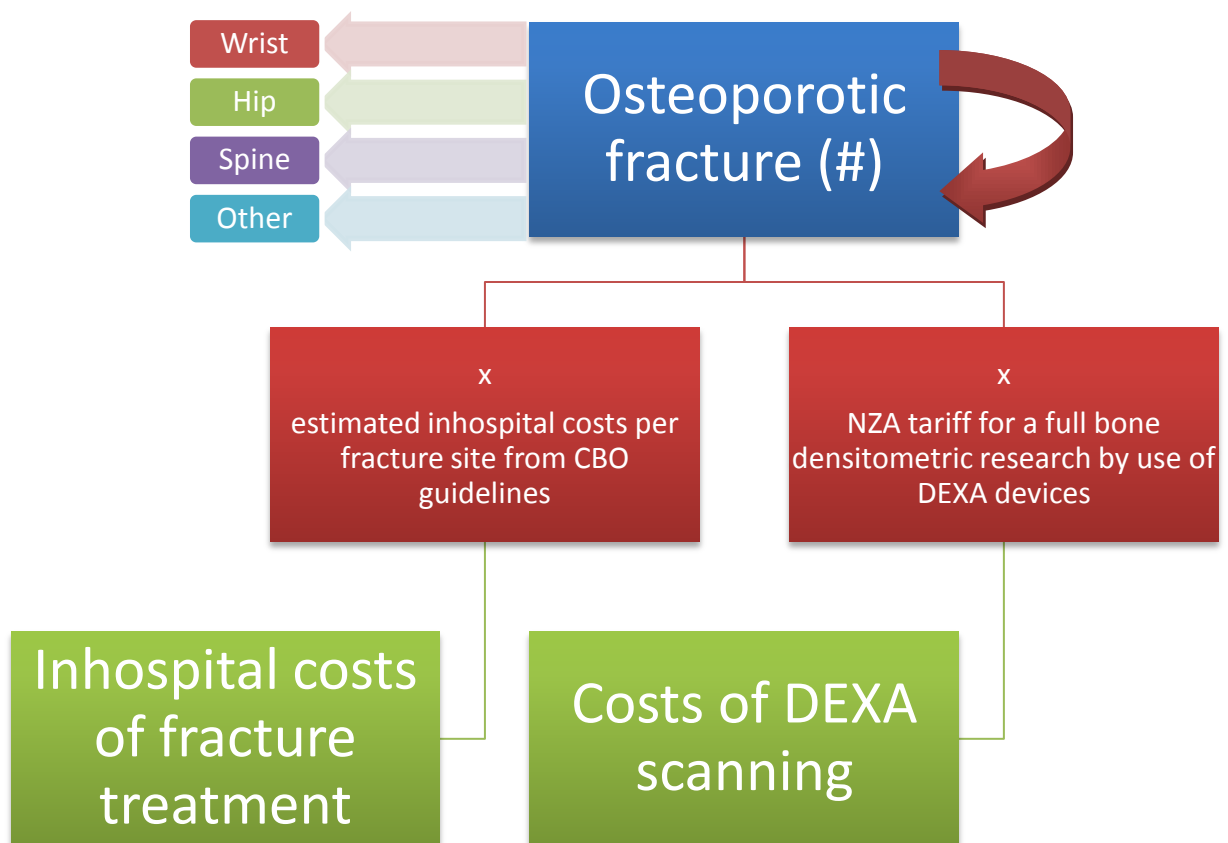 Wrist
Hip
Spine
Other
Osteoporotic
fracture (#)
x
estimated inhospital costs per
fracture site from CBO
guidelines
x
NZA tariff for a full bone
densitometric research by use of
DEXA devices
Inhospital costs
of fracture
treatment
Costs of DEXA
scanning